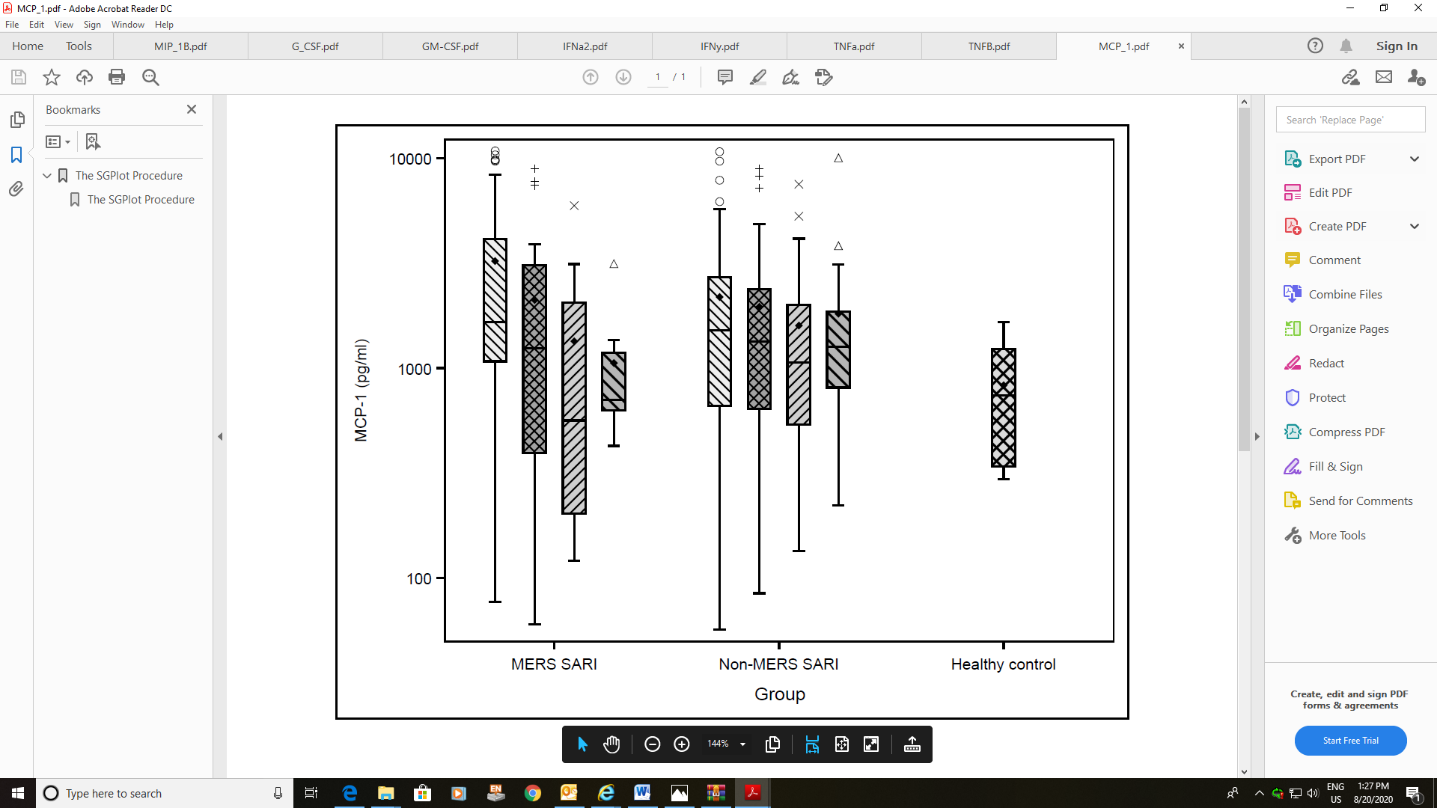 MCP_1.pdf - Adobe Acrobat Reader DC
File Edit View Sign Window Help
Home Tools MIP_1B.pdf G_CSF.pdf GM-CSF.pdf IFNa2.pdf IFNy.pdf TNFa.pdf TNFB.pdf MCP_1.pdf × Sign In
1 / 1
Bookmarks
The SGPlot Procedure
The SGPlot Procedure
10000
1000
100
MCP-1 (pg/ml)
MERS SARI Non-MERS SARI Healthy control
Group
144%
Search 'Replace Page'
Export PDF
Edit PDF
Create PDF
Comment
Combine Files
Organize Pages
Redact
Protect
Compress PDF
Fill & Sign
Send for Comments
More Tools
Create, edit and sign PDF
forms & agreements
Start Free Trial
Type here to search
EN
ENG
US
1:27 PM
8/20/2020
1